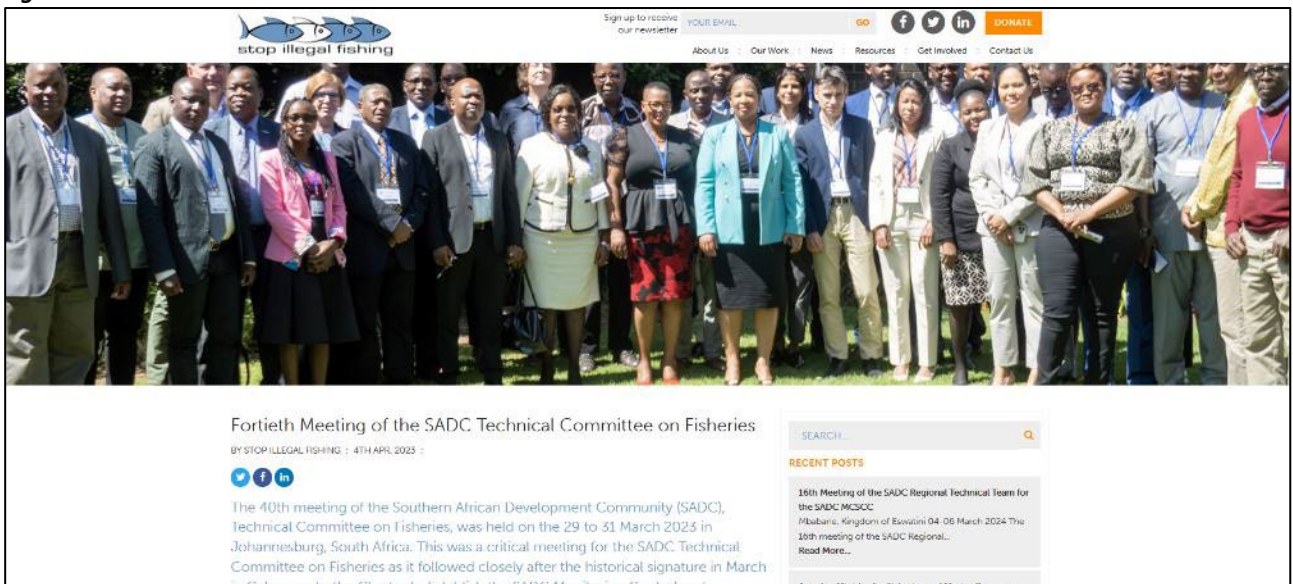 stop illegal fishing
Sign up to receive
our newsletter
YOUR EMAIL
GO
DONATE
About Us : Our Work : News : Resources : Get Involved : Contact Us
Fortieth Meeting of the SADC Technical Committee on Fisheries
BY STOP ILLEGAL FISHING : 4TH APR, 2023 :
The 40th meeting of the Southern African Development Community (SADC),
Technical Committee on Fisheries, was held on the 29 to 31 March 2023 in
Johannesburg, South Africa. This was a critical meeting for the SADC Technical
Committee on Fisheries as it followed closely after the historical signature in March
SEARCH...
RECENT POSTS
16th Meeting of the SADC Regional Technical Team for
the SADC MCSCC
Mbabane, Kingdom of Eswatini 04-06 March 2024 The
16th meeting of the SADC Regional...
Read More...